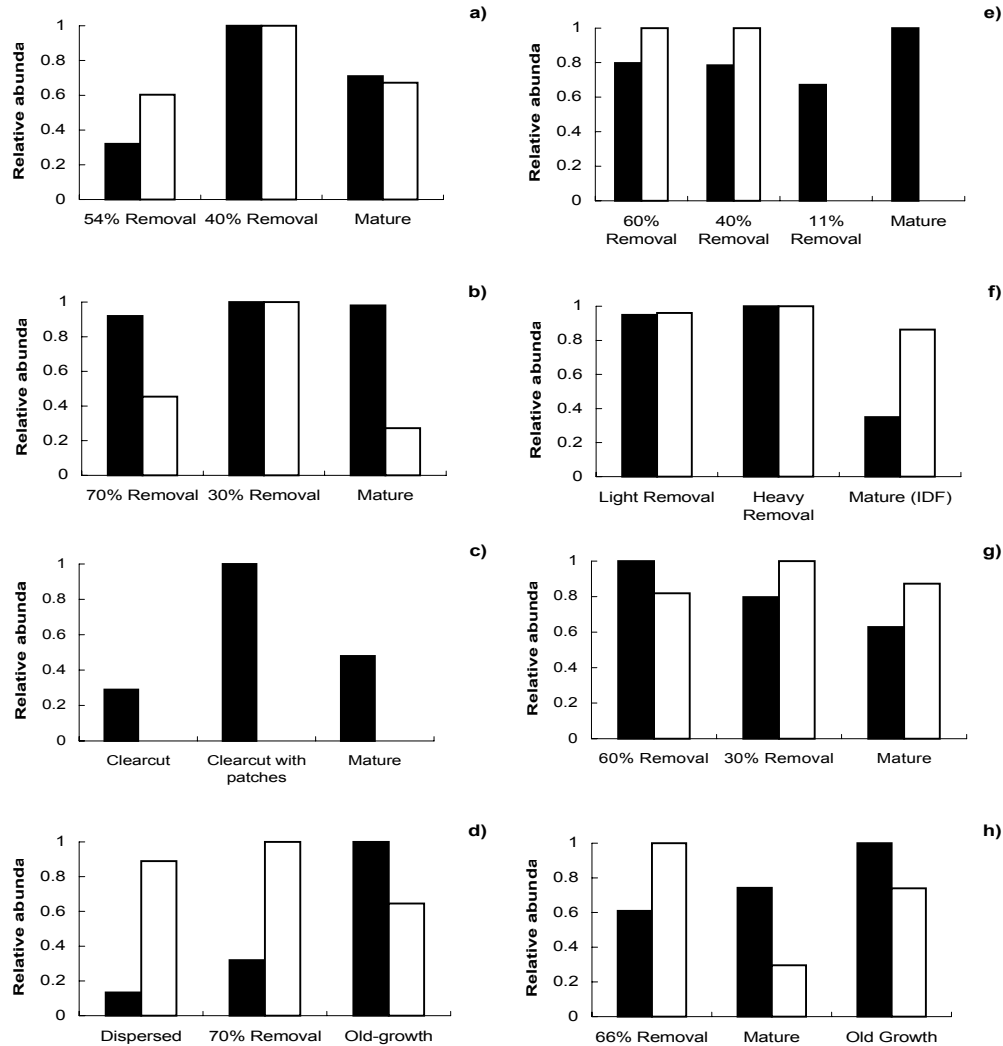 a)
Relative abunda
1
0.8
0.6
0.4
0.2
0
54% Removal 40% Removal Mature
b)
Relative abunda
1
0.8
0.6
0.4
0.2
0
70% Removal 30% Removal Mature
c)
Relative abunda
1
0.8
0.6
0.4
0.2
0
Clearcut Clearcut with Mature
patches
d)
Relative abunda
1
0.8
0.6
0.4
0.2
0
Dispersed 70% Removal Old-growth
e)
Relative abunda
1
0.8
0.6
0.4
0.2
0
60% 40% 11% Mature
Removal Removal Removal
f)
Relative abunda
1
0.8
0.6
0.4
0.2
0
Light Removal Heavy Mature (IDF)
Removal
g)
Relative abunda
1
0.8
0.6
0.4
0.2
0
60% Removal 30% Removal Mature
h)
Relative abunda
1
0.8
0.6
0.4
0.2
0
66% Removal Mature Old Growth